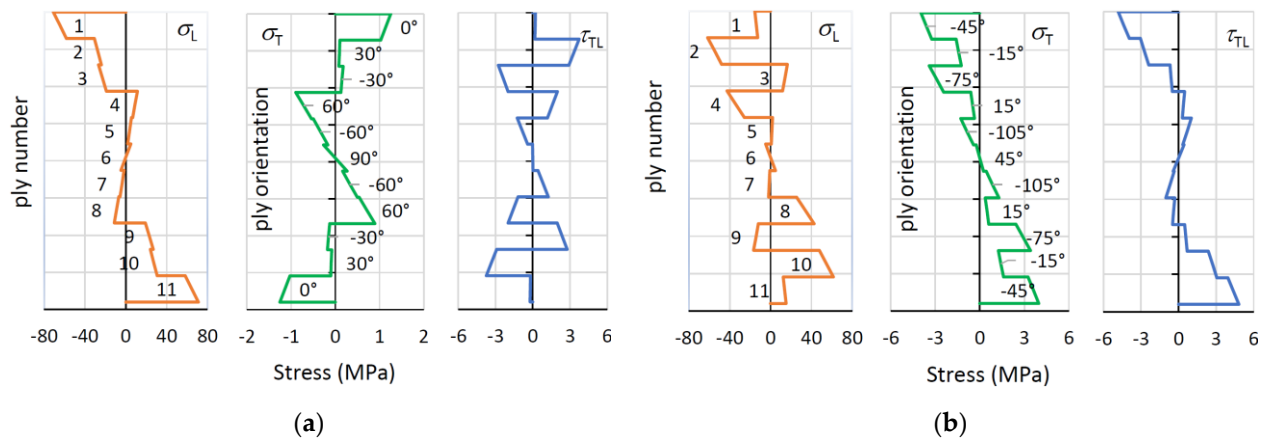 ply number
1
2
3
4
5
6
7
8
9
10
11
σL
-80 -40 0 40 80
ply orientation
σT
0°
30°
-30°
60°
-60°
90°
-60°
60°
-30°
30°
0°
-2 -1 0 1 2
τTL
-6 -3 0 3 6
Stress (MPa)
(a)
ply number
1
2
3
4
5
6
7
8
9
10
11
σL
-80 -40 0 40 80
ply orientation
σT
-45°
-15°
-75°
15°
-105°
45°
-105°
15°
-75°
-15°
-45°
-6 -3 0 3 6
τTL
-6 -3 0 3 6
Stress (MPa)
(b)